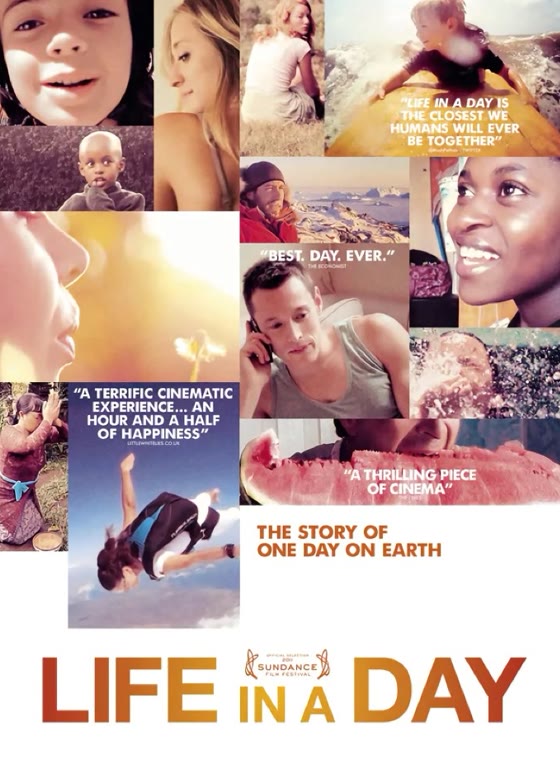 “LIFE IN A DAY IS
THE CLOSEST WE
HUMANS WILL EVER
BE TOGETHER”
TWITTER
“BEST. DAY. EVER.”
THE ECONOMIST
“A TERRIFIC CINEMATIC
EXPERIENCE... AN
HOUR AND A HALF
OF HAPPINESS”
LITTLEWHITELIES.CO.UK
“A THRILLING PIECE
OF CINEMA”
THE STORY OF
ONE DAY ON EARTH
OFFICIAL SELECTION
2011
SUNDANCE
FILM FESTIVAL
LIFE IN A DAY